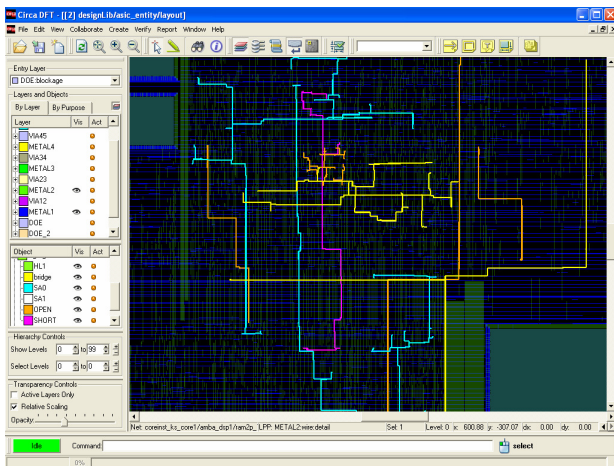 Circa DFT - [[2] designLib/asic_entity/layout]
File Edit View Collaborate Create Verify Report Window Help
Entry Layer
DOE:blockage
Layers and Objects
By Layer By Purpose
Layer Vis Act
VIA45
METAL4
VIA34
METAL3
VIA23
METAL2
VIA12
METAL1
DOE
DOE_2
Object Vis Act
HL1
bridge
SA0
SA1
OPEN
SHORT
Hierarchy Controls
Show Levels 0 to 99
Select Levels 0 to 0
Transparency Controls
Active Layers Only
Relative Scaling
Opacity
Net: coreinst_ks_core1/amba_dsp1/ram2p_ LPP: METAL2:wire:detail Sel: 1 Level: 0 x: 600.88 y: -307.07 dx: 0.00 dy: 0.00
Idle Command: select
0%